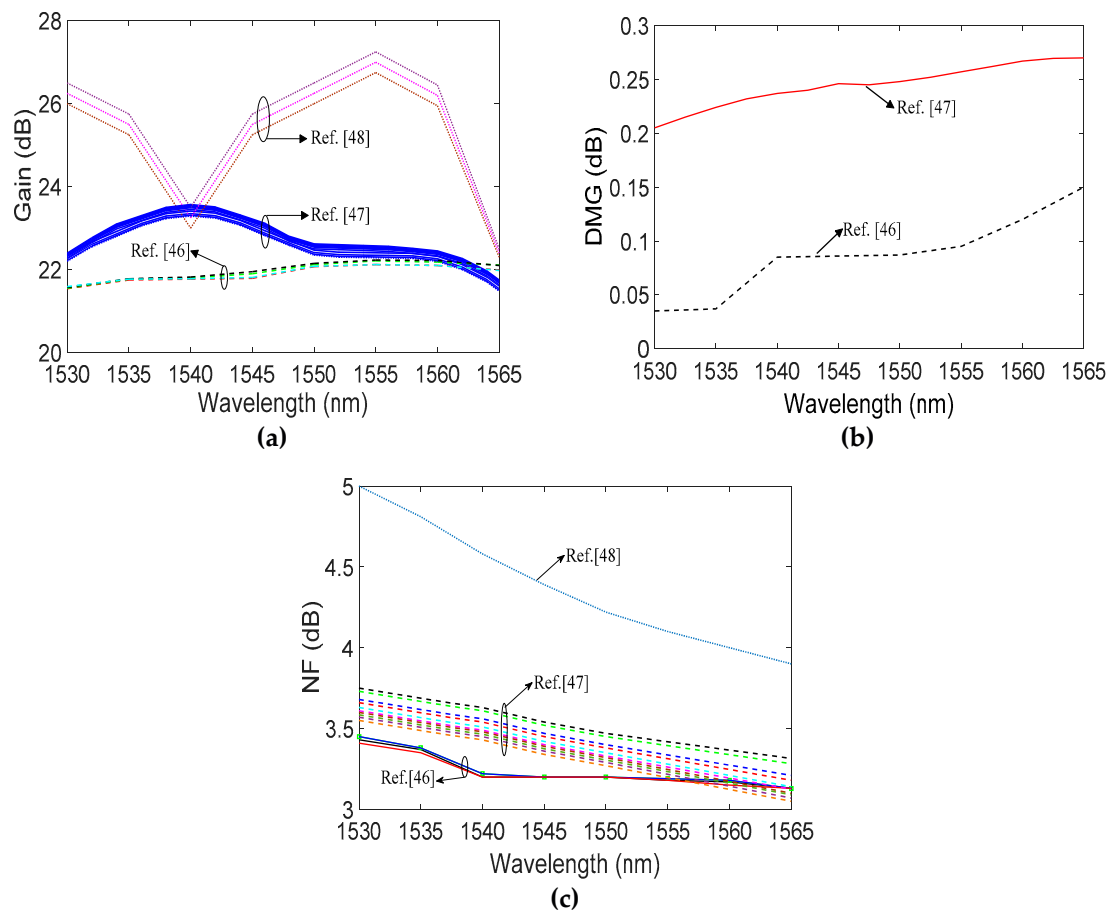 28
26
24
23
22
20
Gain (dB)
Ref. [48]
Ref. [47]
Ref. [46]
1530 1535 1540 1545 1550 1555 1560 1565
Wavelength (nm)
(a)
0.3
0.25
0.2
0.15
0.1
0.05
0
DMG (dB)
Ref. [47]
Ref. [46]
1530 1535 1540 1545 1550 1555 1560 1565
Wavelength (nm)
(b)
5
4.5
4
3.5
3
NF (dB)
Ref.[48]
Ref.[47]
Ref.[46]
1530 1535 1540 1545 1550 1555 1560 1565
Wavelength (nm)
(c)